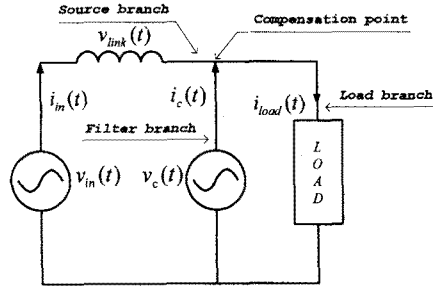 Source branch
Compensation point
v_link(t)
i_in(t)
i_c(t)
i_load(t)
Load branch
Filter branch
v_in(t)
v_c(t)
L
O
A
D